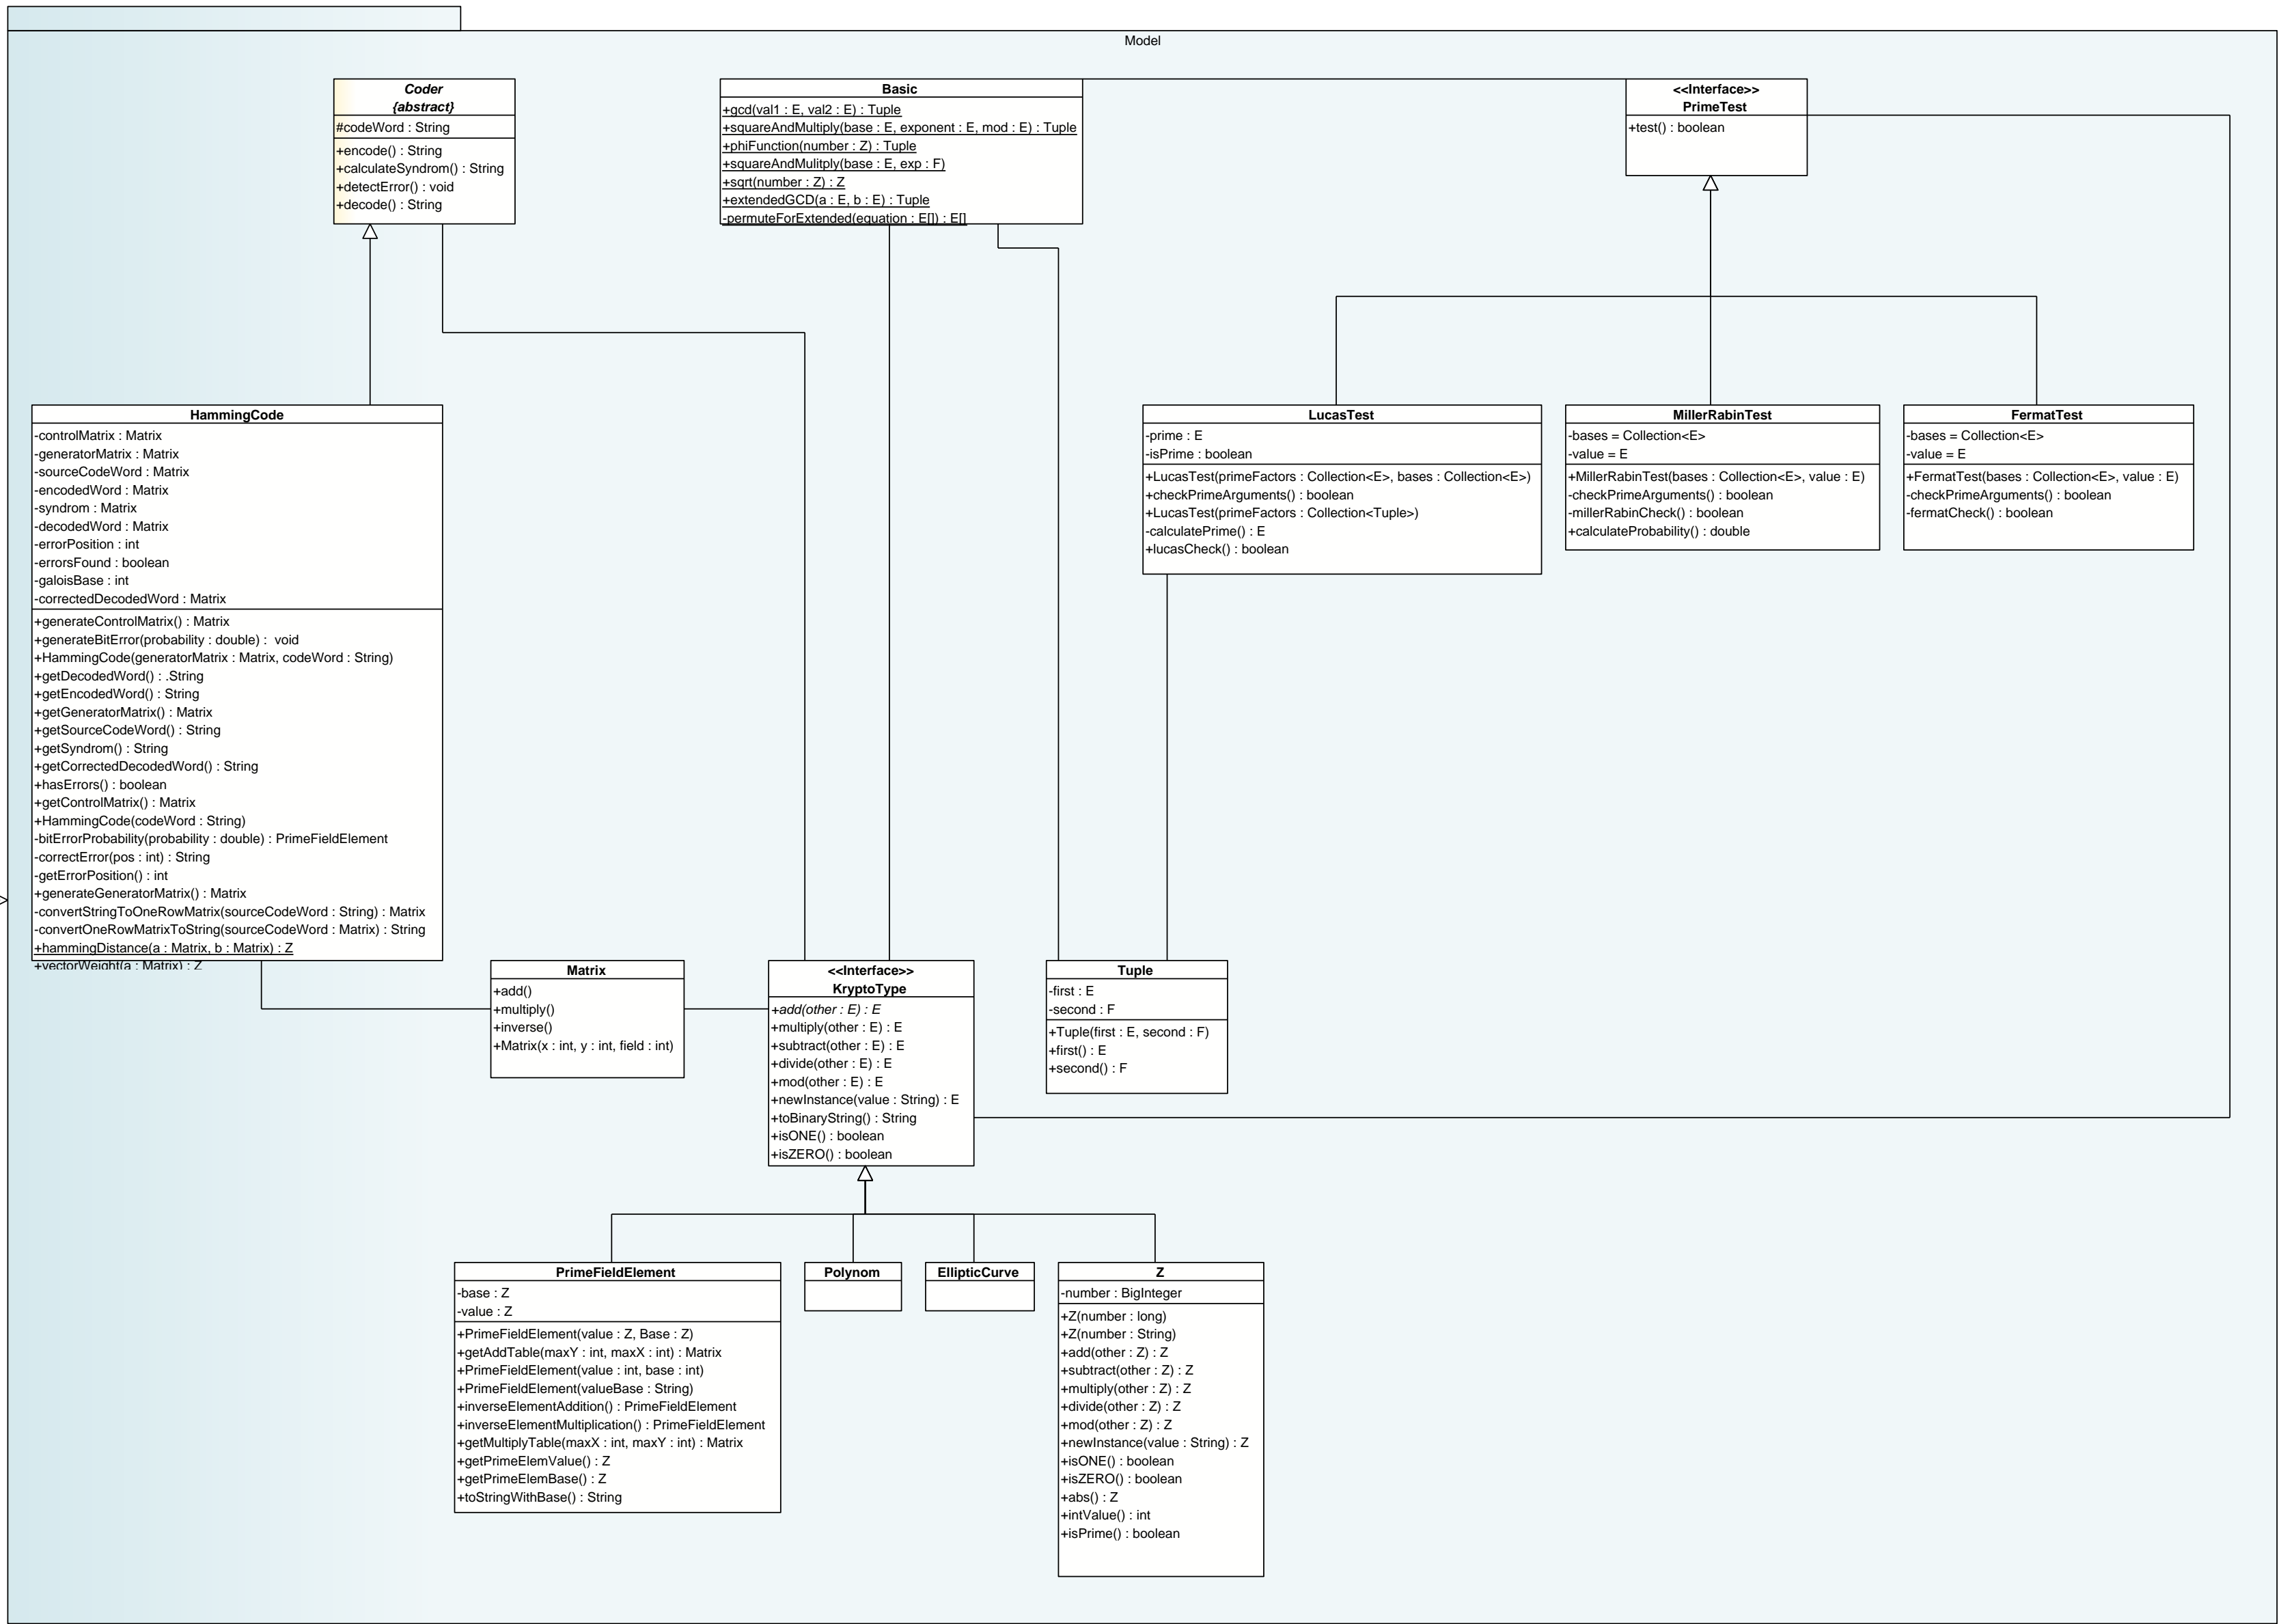 Model
Coder
{abstract}
#codeWord : String
+encode() : String
+calculateSyndrom() : String
+detectError() : void
+decode() : String
Basic
+gcd(val1 : E, val2 : E) : Tuple
+squareAndMultiply(base : E, exponent : E, mod : E) : Tuple
+phiFunction(number : Z) : Tuple
+squareAndMulitply(base : E, exp : F)
+sqrt(number : Z) : Z
+extendedGCD(a : E, b : E) : Tuple
-permuteForExtended(equation : E[]) : E[]
<<Interface>>
PrimeTest
+test() : boolean
HammingCode
-controlMatrix : Matrix
-generatorMatrix : Matrix
-sourceCodeWord : Matrix
-encodedWord : Matrix
-syndrom : Matrix
-decodedWord : Matrix
-errorPosition : int
-errorsFound : boolean
-galoisBase : int
-correctedDecodedWord : Matrix
+generateControlMatrix() : Matrix
+generateBitError(probability : double) :  void
+HammingCode(generatorMatrix : Matrix, codeWord : String)
+getDecodedWord() : .String
+getEncodedWord() : String
+getGeneratorMatrix() : Matrix
+getSourceCodeWord() : String
+getSyndrom() : String
+getCorrectedDecodedWord() : String
+hasErrors() : boolean
+getControlMatrix() : Matrix
+HammingCode(codeWord : String)
-bitErrorProbability(probability : double) : PrimeFieldElement
-correctError(pos : int) : String
-getErrorPosition() : int
+generateGeneratorMatrix() : Matrix
-convertStringToOneRowMatrix(sourceCodeWord : String) : Matrix
-convertOneRowMatrixToString(sourceCodeWord : Matrix) : String
+hammingDistance(a : Matrix, b : Matrix) : Z
+vectorWeight(a : Matrix) : Z
LucasTest
-prime : E
-isPrime : boolean
+LucasTest(primeFactors : Collection<E>, bases : Collection<E>)
+checkPrimeArguments() : boolean
+LucasTest(primeFactors : Collection<Tuple>)
-calculatePrime() : E
+lucasCheck() : boolean
MillerRabinTest
-bases = Collection<E>
-value = E
+MillerRabinTest(bases : Collection<E>, value : E)
-checkPrimeArguments() : boolean
-millerRabinCheck() : boolean
+calculateProbability() : double
FermatTest
-bases = Collection<E>
-value = E
+FermatTest(bases : Collection<E>, value : E)
-checkPrimeArguments() : boolean
-fermatCheck() : boolean
Matrix
+add()
+multiply()
+inverse()
+Matrix(x : int, y : int, field : int)
<<Interface>>
KryptoType
+add(other : E) : E
+multiply(other : E) : E
+subtract(other : E) : E
+divide(other : E) : E
+mod(other : E) : E
+newInstance(value : String) : E
+toBinaryString() : String
+isONE() : boolean
+isZERO() : boolean
Tuple
-first : E
-second : F
+Tuple(first : E, second : F)
+first() : E
+second() : F
PrimeFieldElement
-base : Z
-value : Z
+PrimeFieldElement(value : Z, Base : Z)
+getAddTable(maxY : int, maxX : int) : Matrix
+PrimeFieldElement(value : int, base : int)
+PrimeFieldElement(valueBase : String)
+inverseElementAddition() : PrimeFieldElement
+inverseElementMultiplication() : PrimeFieldElement
+getMultiplyTable(maxX : int, maxY : int) : Matrix
+getPrimeElemValue() : Z
+getPrimeElemBase() : Z
+toStringWithBase() : String
Polynom
EllipticCurve
Z
-number : BigInteger
+Z(number : long)
+Z(number : String)
+add(other : Z) : Z
+subtract(other : Z) : Z
+multiply(other : Z) : Z
+divide(other : Z) : Z
+mod(other : Z) : Z
+newInstance(value : String) : Z
+isONE() : boolean
+isZERO() : boolean
+abs() : Z
+intValue() : int
+isPrime() : boolean